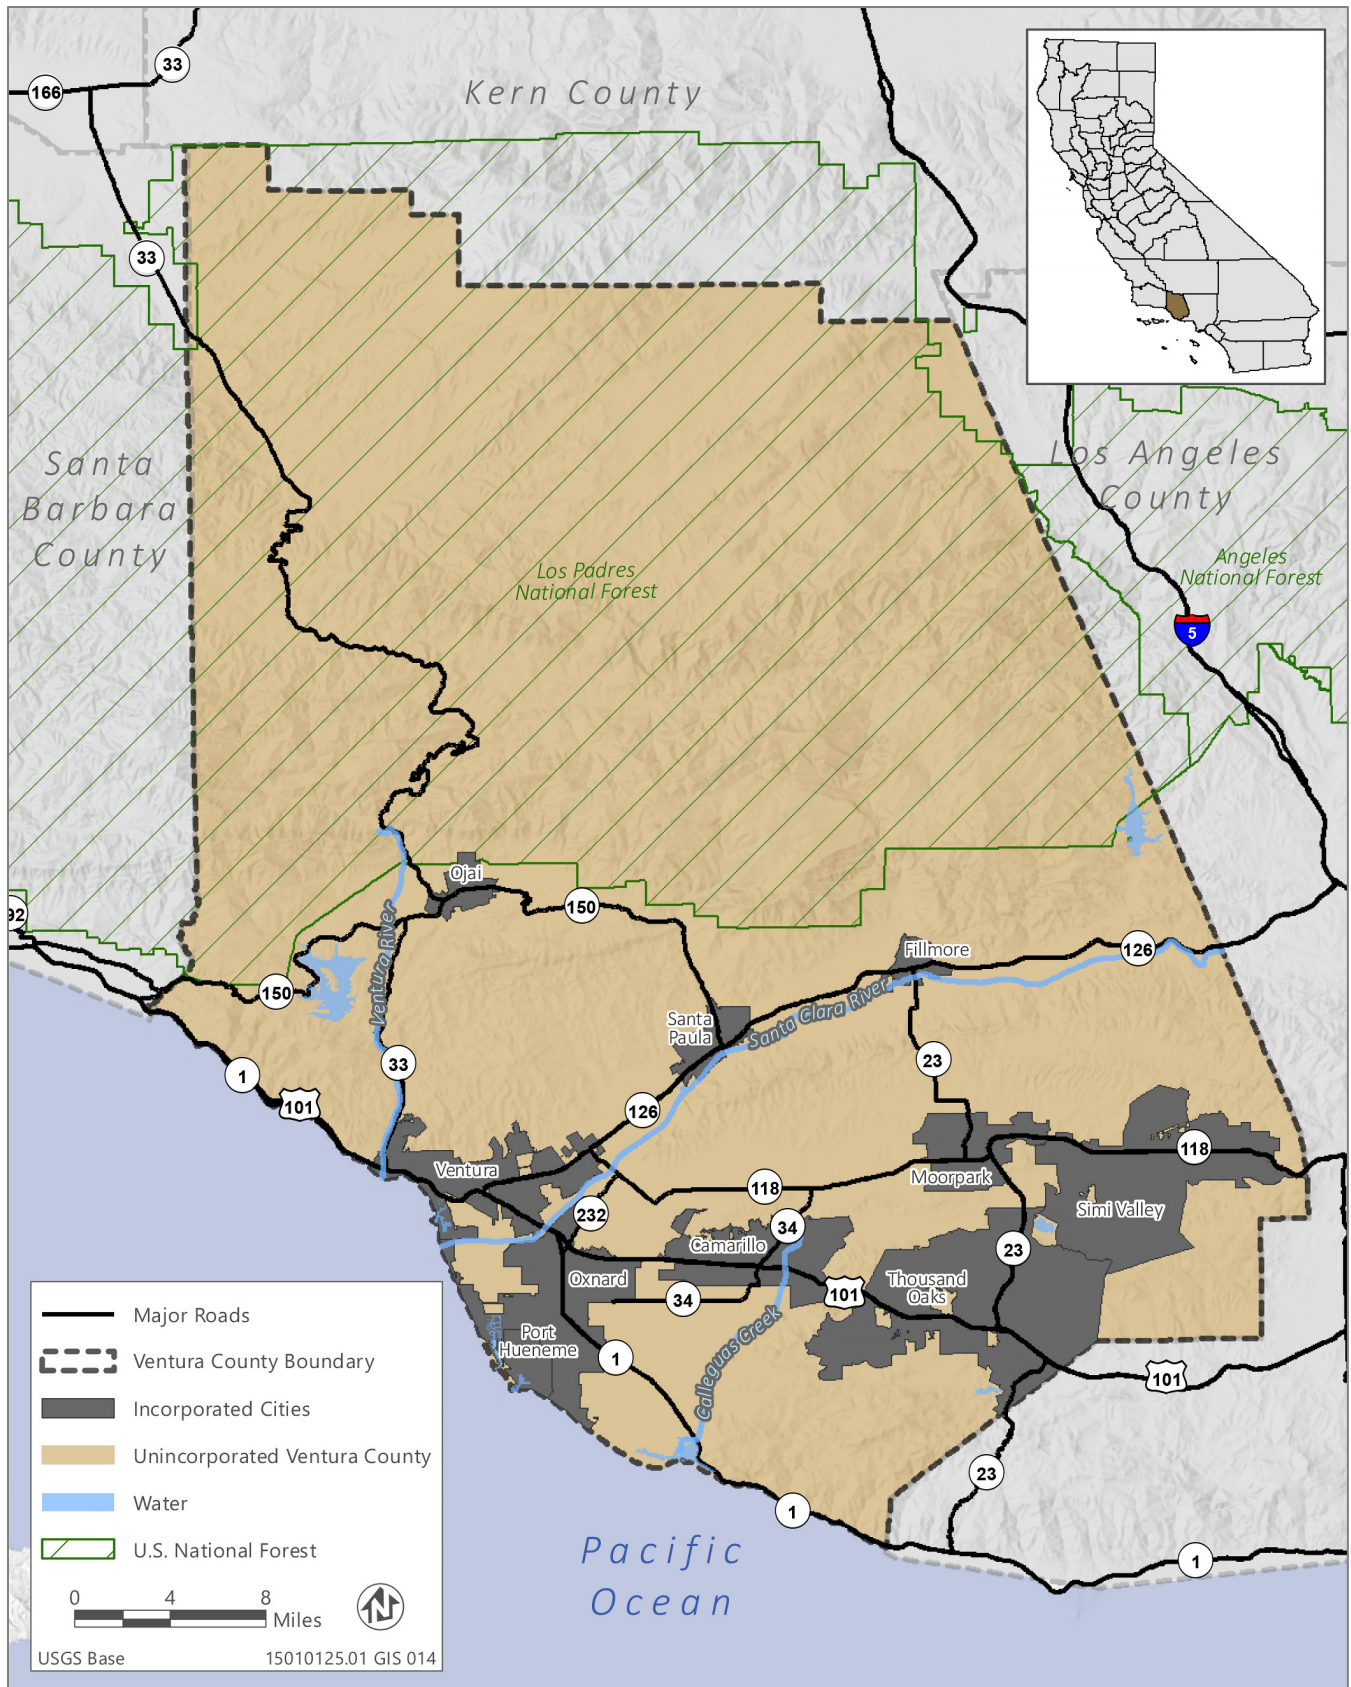 33
166
Kern County
33
Santa
Barbara
County
Los Angeles
County
Angeles
National Forest
Los Padres
National Forest
5
Ojai
150
92
Ventura River
Fillmore
126
150
Santa Clara River
Santa
Paula
33
23
1
101
126
Ventura
118
Moorpark
118
232
34
Simi Valley
Camarillo
23
Oxnard
34
101
Thousand
Oaks
Port
Hueneme
1
Calleguas Creek
101
23
1
1
Pacific
Ocean
Major Roads
Ventura County Boundary
Incorporated Cities
Unincorporated Ventura County
Water
U.S. National Forest
0 4 8
Miles
N
USGS Base 15010125.01 GIS 014